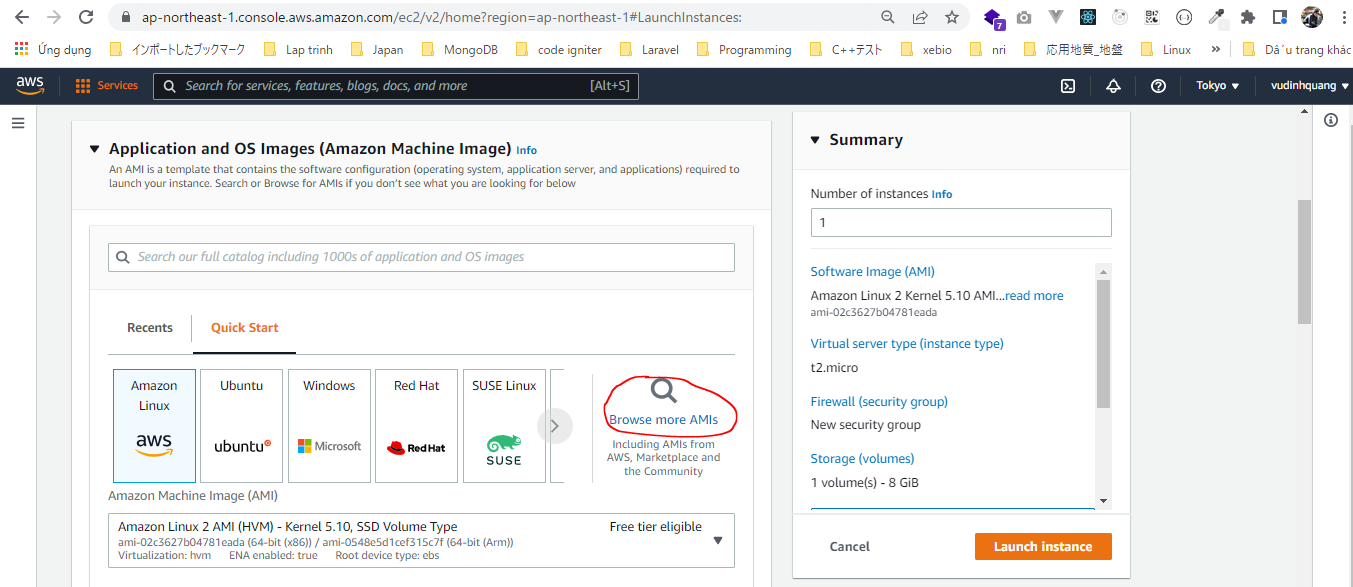 ap-northeast-1.console.aws.amazon.com/ec2/v2/home?region=ap-northeast-1#LaunchInstances:
7
Ứng dụng
インポートしたブックマーク
Lap trinh
Japan
MongoDB
code igniter
Laravel
Programming
C++テスト
xebio
nri
応用地質_地盤
Linux
»
Dấu trang khác
aws
Services
Search for services, features, blogs, docs, and more
[Alt+S]
Tokyo ▼
vudinhquang ▼
▼ Application and OS Images (Amazon Machine Image) Info
An AMI is a template that contains the software configuration (operating system, application server, and applications) required to
launch your instance. Search or Browse for AMIs if you don't see what you are looking for below
Search our full catalog including 1000s of application and OS images
Recents
Quick Start
Amazon
Linux
aws
Ubuntu
ubuntu
Windows
Microsoft
Red Hat
Red Hat
SUSE Linux
SUSE
Browse more AMIs
Including AMIs from
AWS, Marketplace and
the Community
Amazon Machine Image (AMI)
Amazon Linux 2 AMI (HVM) - Kernel 5.10, SSD Volume Type
Free tier eligible
ami-02c3627b04781eada (64-bit (x86)) / ami-0548e5d1cef315c7f (64-bit (Arm))
Virtualization: hvm ENA enabled: true Root device type: ebs
▼ Summary
Number of instances Info
1
Software Image (AMI)
Amazon Linux 2 Kernel 5.10 AMI...read more
ami-02c3627b04781eada
Virtual server type (instance type)
t2.micro
Firewall (security group)
New security group
Storage (volumes)
1 volume(s) - 8 GiB
Cancel
Launch instance